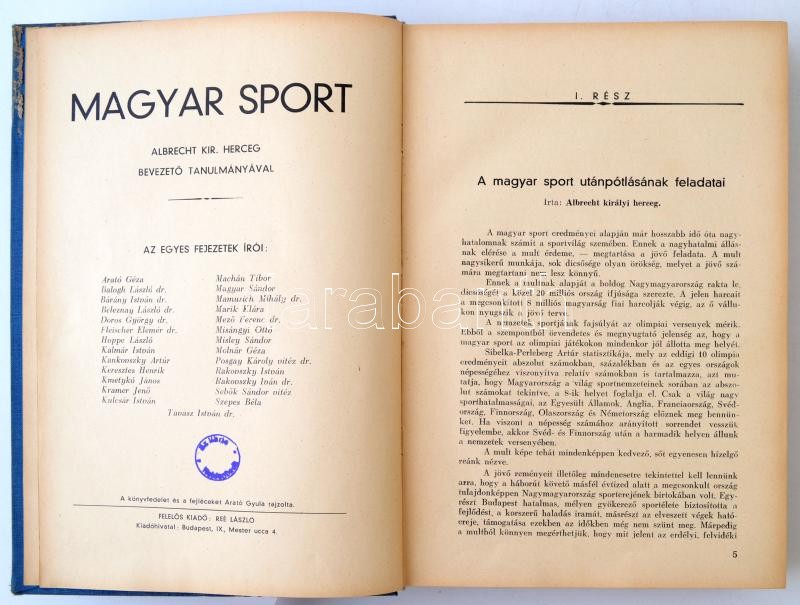 MAGYAR SPORT
ALBRECHT KIR. HERCEG
BEVEZETŐ TANULMÁNYÁVAL
AZ EGYES FEJEZETEK ÍRÓI:
Arató Géza
Balogh László dr.
Bárány István dr.
Beleznay László dr.
Doros György dr.
Fleischer Elemér dr.
Hoppe László
Kalmár István
Kankovszky Artúr
Keresztes Henrik
Kmetykó János
Kramer Jenő
Kulcsár István
Machán Tibor
Magyar Sándor
Mamusich Mihály dr.
Marik Klára
Mező Ferenc dr.
Misángyi Ottó
Misley Sándor
Molnár Géza
Posgay Károly vitéz dr.
Rakovszky István
Rakovszky Iván dr.
Sebők Sándor vitéz
Szepes Béla
Tavasz István dr.
Ex libris
A könyvfedelet és a fejléceket Arató Gyula rajzolta.
FELELŐS KIADÓ: REÉ LÁSZLÓ
Kiadóhivatal: Budapest, IX, Mester ucca 4.
I. RÉSZ
A magyar sport utánpótlásának feladatai
Írta: Albrecht királyi herceg.
A magyar sport eredményei alapján már hosszabb idő óta nagy-
hatalomnak számít a sportvilág szemében. Ennek a nagyhatalmi állás-
nak elérése a mult érdeme, — megtartása a jövő feladata. A mult
nagysikerű munkája, sok dicsősége olyan örökség, melyet a jövő szá-
mára megtartani nem lesz könnyű.
Ennek a multnak alapját a boldog Nagymagyarország rakta le,
dicsőségét a közel 20 milliós ország ifjúsága szerezte. A jelen harcait
a megcsonkított 8 milliós magyarság fiai harcolják végig, az ő vállu-
kon nyugszik a jövő terve.
A nemzetek sportjának fajsúlyát az olimpiai versenyek mérik.
Ebből a szempontból örvendetes és megnyugtató jelenség az, hogy a
magyar sport az olimpiai játékokon mindenkor jól állotta meg helyét.
Sibelka-Perleberg Artúr statisztikája, mely az eddigi 10 olimpia
eredményeit abszolut számokban, százalékban és az egyes országok
népességéhez viszonyítva relatív számokban is tartalmazza, azt mu-
tatja, hogy Magyarország a világ sportnemzeteinek sorában az abszo-
lut számokat tekintve, a 8-ik helyet foglalja el. Csak a világ nagy
sporthatalmasságai, az Egyesült Államok, Anglia, Franciaország, Svéd-
ország, Finnország, Olaszország és Németország előznek meg bennün-
ket. Ha viszont a népesség számához arányított sorrendet vesszük
figyelembe, akkor Svéd- és Finnország után a harmadik helyen állunk
a nemzetek versenyében.
A mult képe tehát mindenképpen kedvező, sőt egyenesen hízelgő
reánk nézve.
A jövő reményeit illetőleg mindenesetre tekintettel kell lennünk
arra, hogy a háborút követő másfél évtized alatt a megcsonkított ország
tulajdonképpen Nagymagyarország sporterejének birtokában volt. Egy-
részt Budapest hatalmas, mélyen gyökerező sportélete biztosította a
fejlődést, a korszerű haladás iramát, másrészt az elveszett végek ható-
ereje, támogatása ezekben az időkben még nem szünt meg. Márpedig
a multból könnyen megérthetjük, hogy mit jelent az erdélyi, felvidéki
5
arabanói